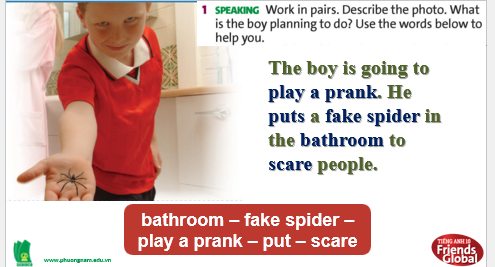 1 SPEAKING Work in pairs. Describe the photo. What
is the boy planning to do? Use the words below to
help you.
The boy is going to
play a prank. He
puts a fake spider in
the bathroom to
scare people.
bathroom – fake spider –
play a prank – put – scare
www.phuongnam.edu.vn
TIẾNG ANH 10
Friends
Global